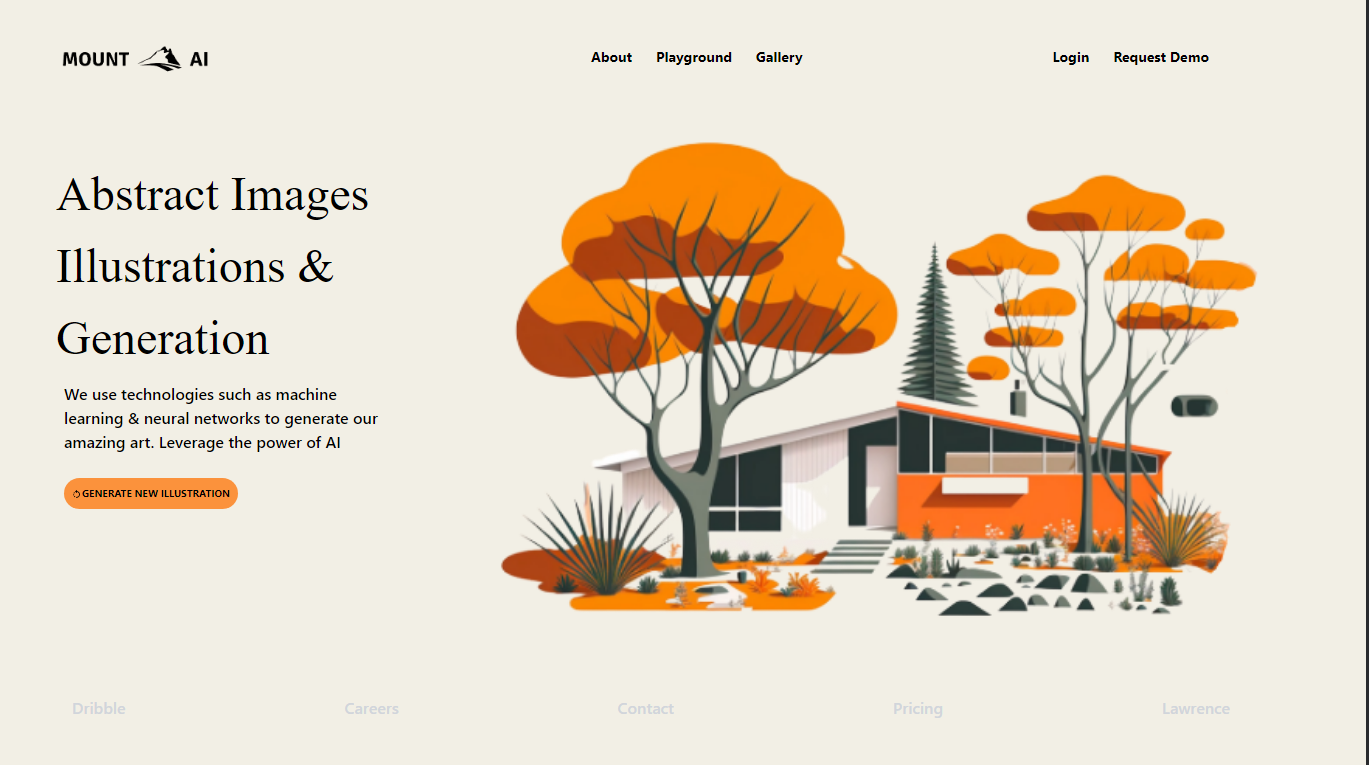 MOUNT AI
About Playground Gallery
Login Request Demo
Abstract Images
Illustrations &
Generation
We use technologies such as machine
learning & neural networks to generate our
amazing art. Leverage the power of AI
GENERATE NEW ILLUSTRATION
Dribble Careers Contact Pricing Lawrence